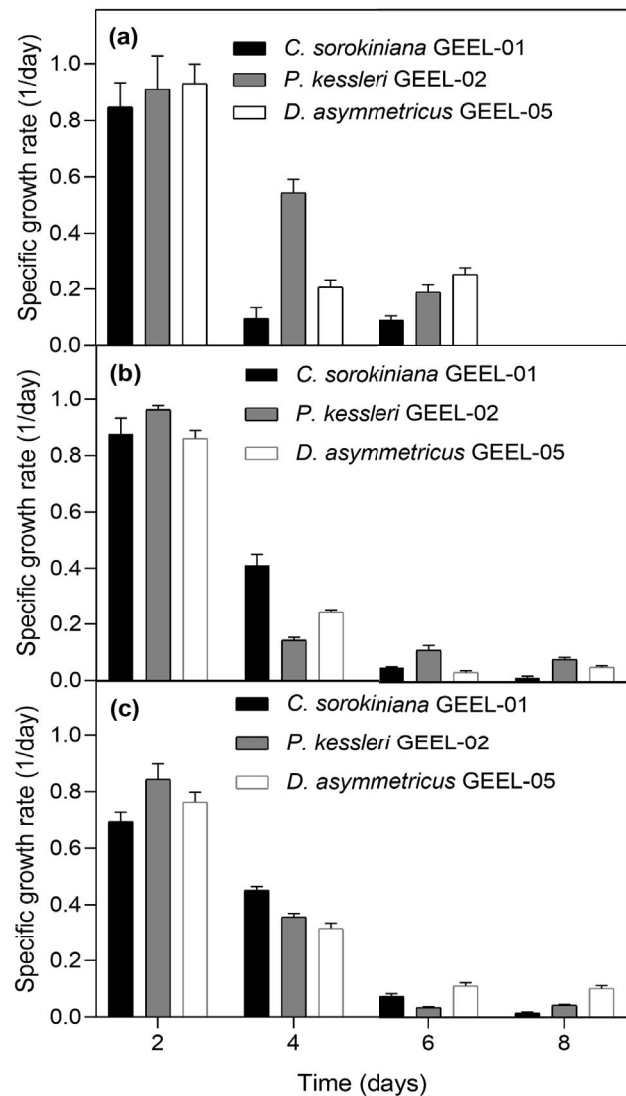 (a)
C. sorokiniana GEEL-01
P. kessleri GEEL-02
D. asymmetricus GEEL-05
Specific growth rate (1/day)
1.0
0.8
0.6
0.4
0.2
0.0
(b)
C. sorokiniana GEEL-01
P. kessleri GEEL-02
D. asymmetricus GEEL-05
Specific growth rate (1/day)
1.0
0.8
0.6
0.4
0.2
0.0
(c)
C. sorokiniana GEEL-01
P. kessleri GEEL-02
D. asymmetricus GEEL-05
Specific growth rate (1/day)
1.0
0.8
0.6
0.4
0.2
0.0
2 4 6 8
Time (days)